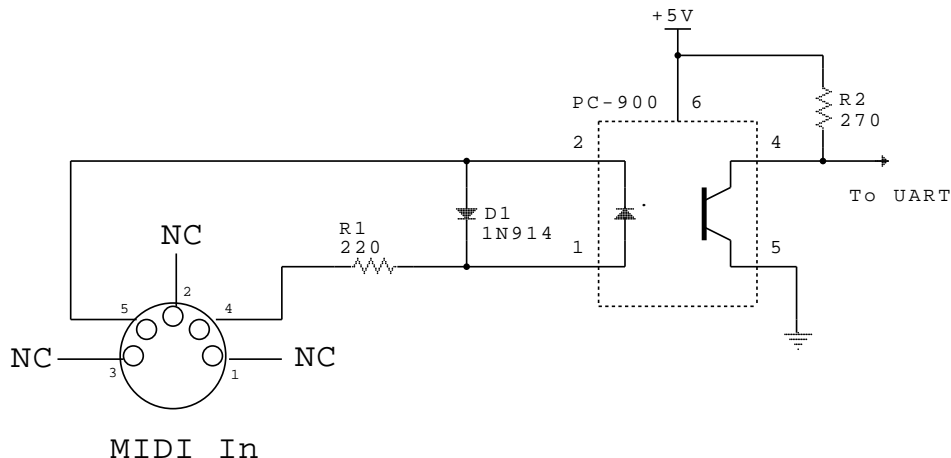 +5V
PC-900
6
R2
270
2
4
To UART
D1
1N914
R1
220
1
5
NC
2
5
4
NC
3
1
NC
MIDI In